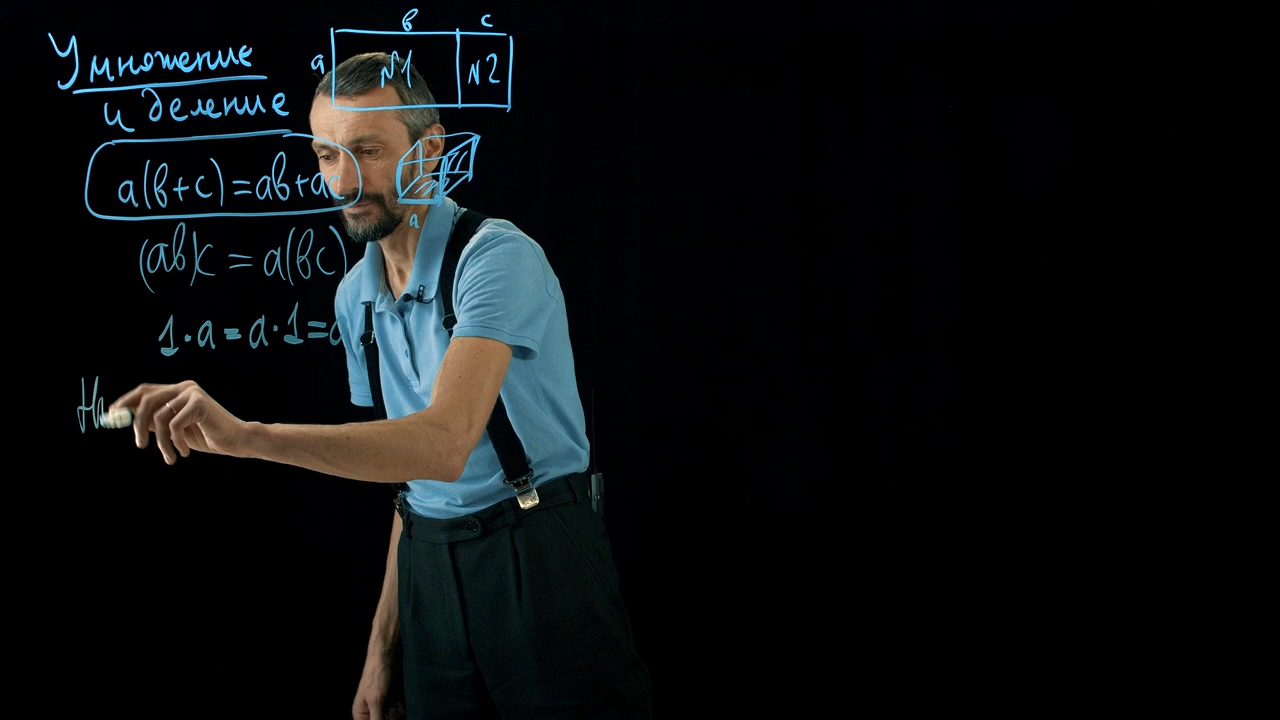 Умножение
и деление
в с
а №1 №2
a(в+c)=aв+ac
a
(aв)c = a(вc)
1·a=a·1=a